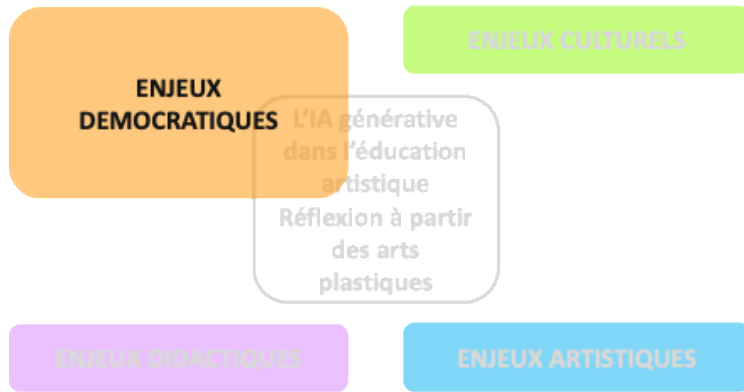 ENJEUX
DEMOCRATIQUES
ENJEUX CULTURELS
L'IA générative
dans l'éducation
artistique
Réflexion à partir
des arts
plastiques
ENJEUX DIDACTIQUES
ENJEUX ARTISTIQUES